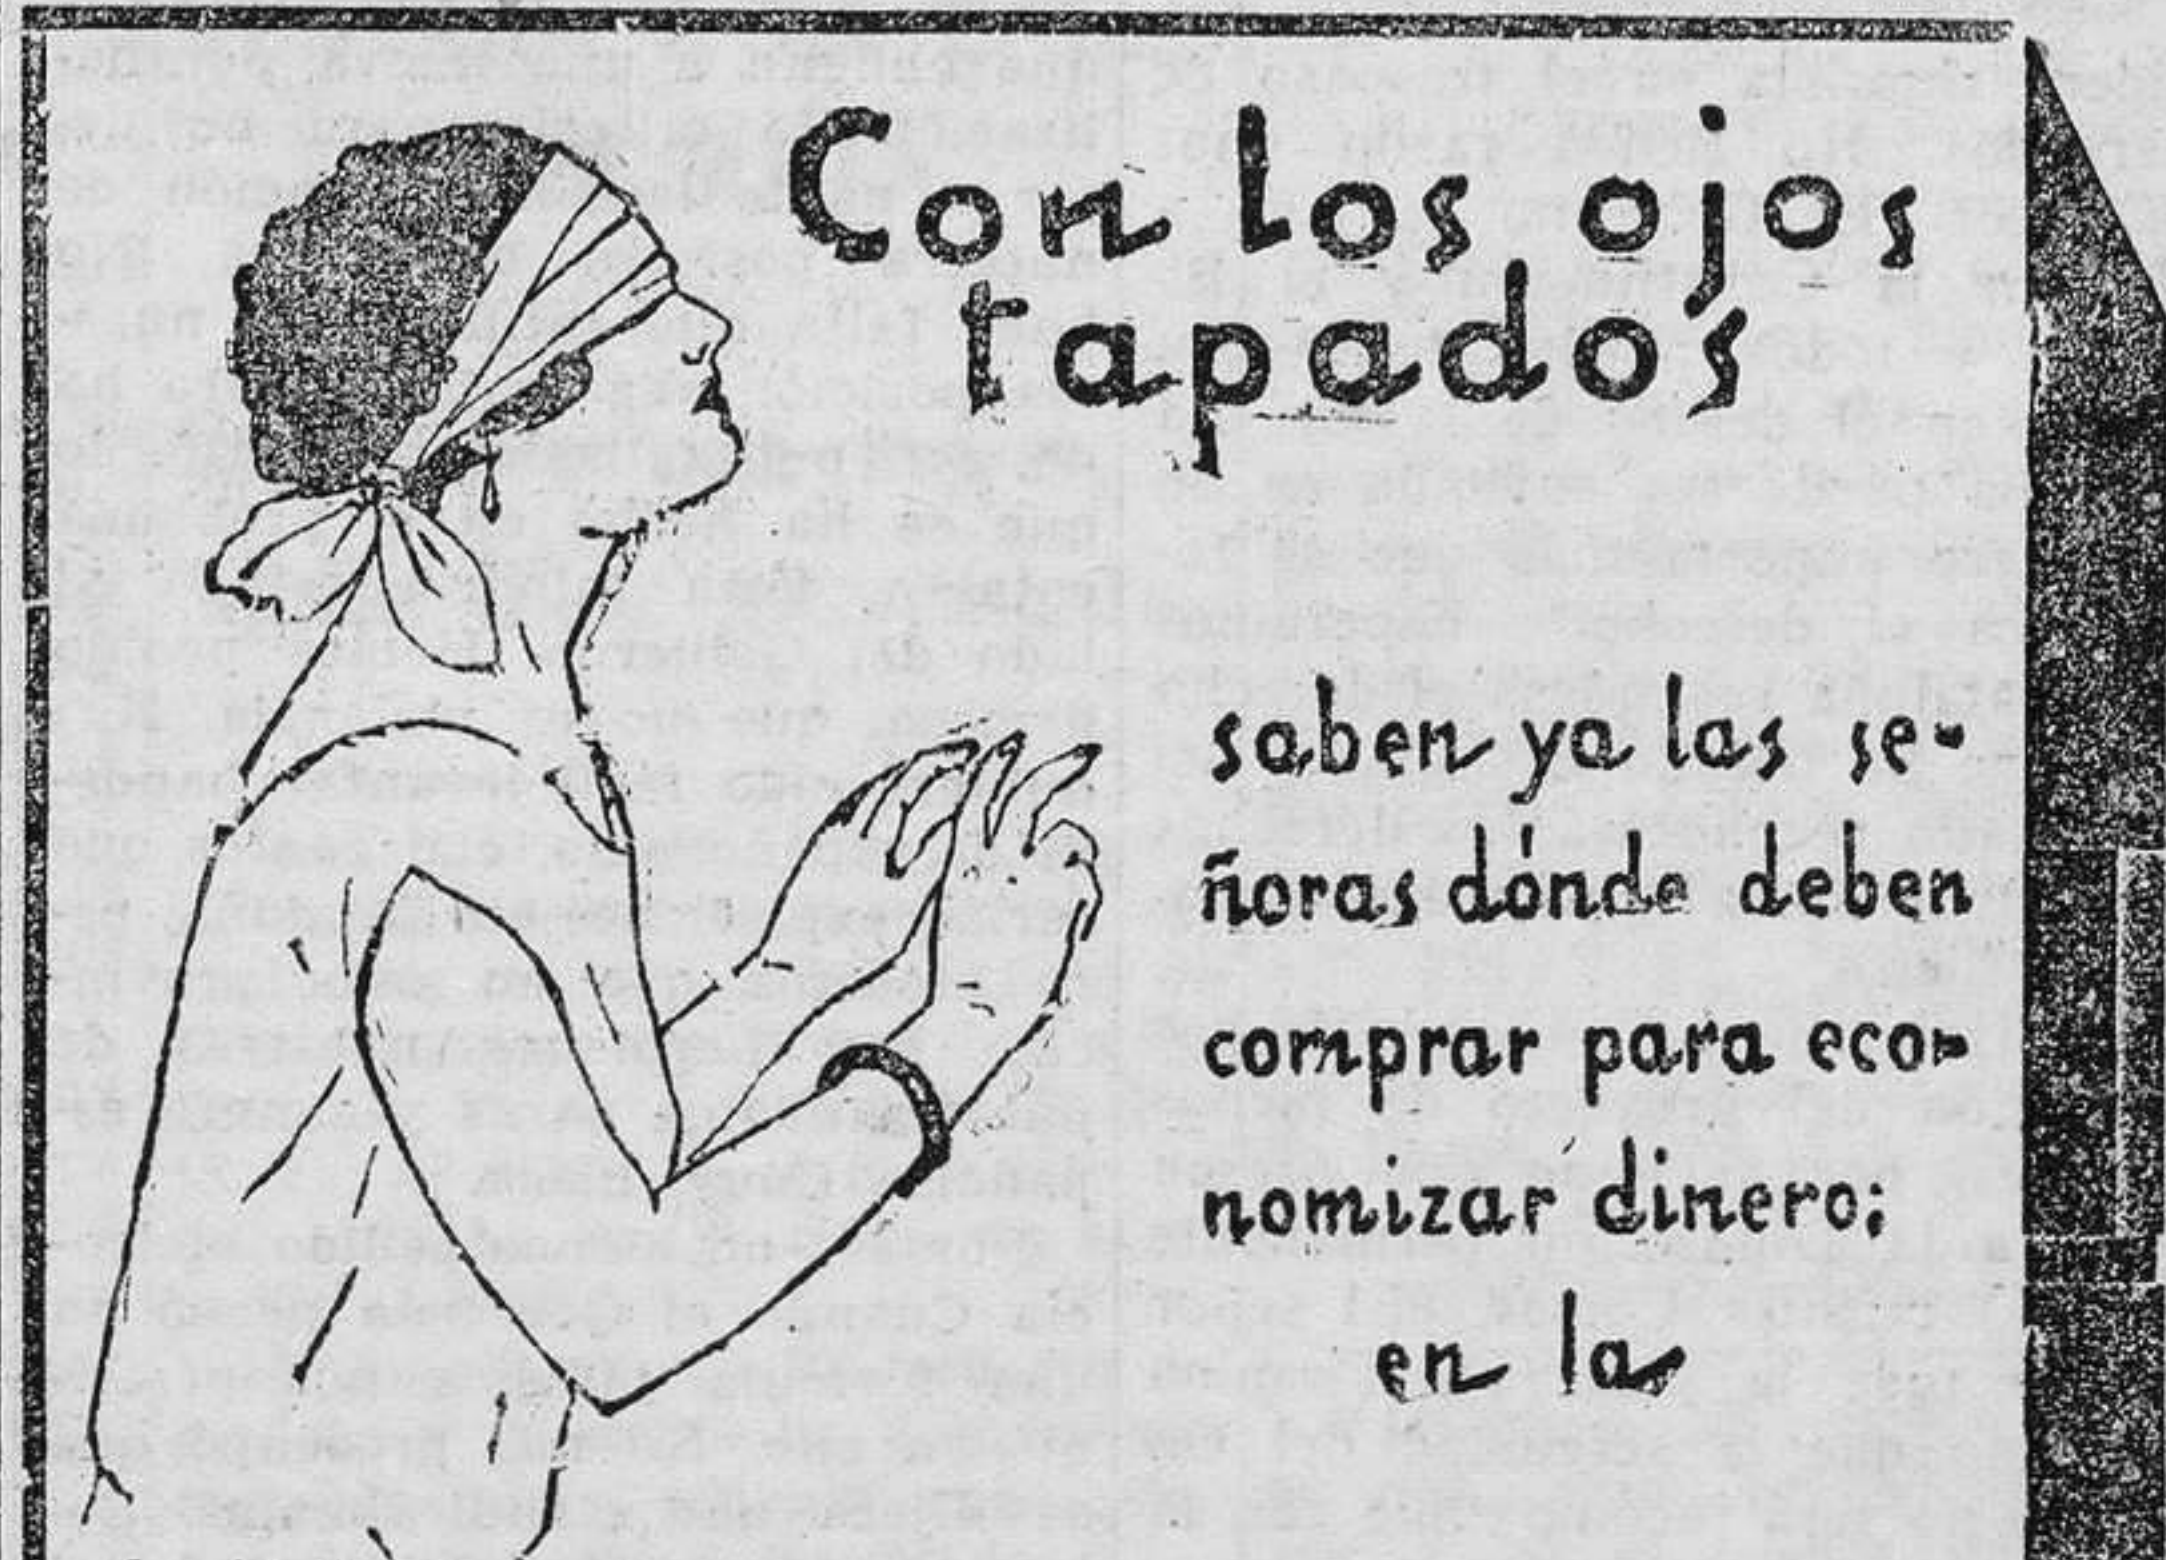 Con los ojos
tapados
saben ya las se-
ñoras dónde deben
comprar para eco-
nomizar dinero:
en la